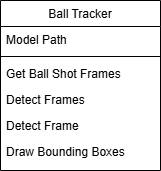 Ball Tracker
Model Path
Get Ball Shot Frames
Detect Frames
Detect Frame
Draw Bounding Boxes